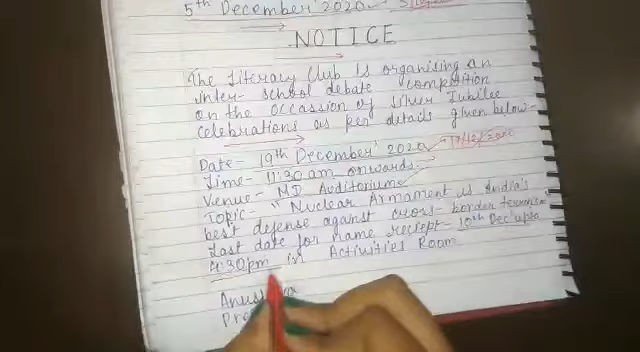 5th December' 2020
NOTICE
The Literary Club is organising an
inter-school debate competition
on the occassion of Silver Jubilee
celebrations as per details given below-
Date- 19th December' 2020
Time- 11:30 am onwards
Venue- MD Auditorium
Topic- "Nuclear Armament is India's
best defense against cross-border terrorism
Last date for name receipt- 10th Dec' upto
4:30pm in Activities Room